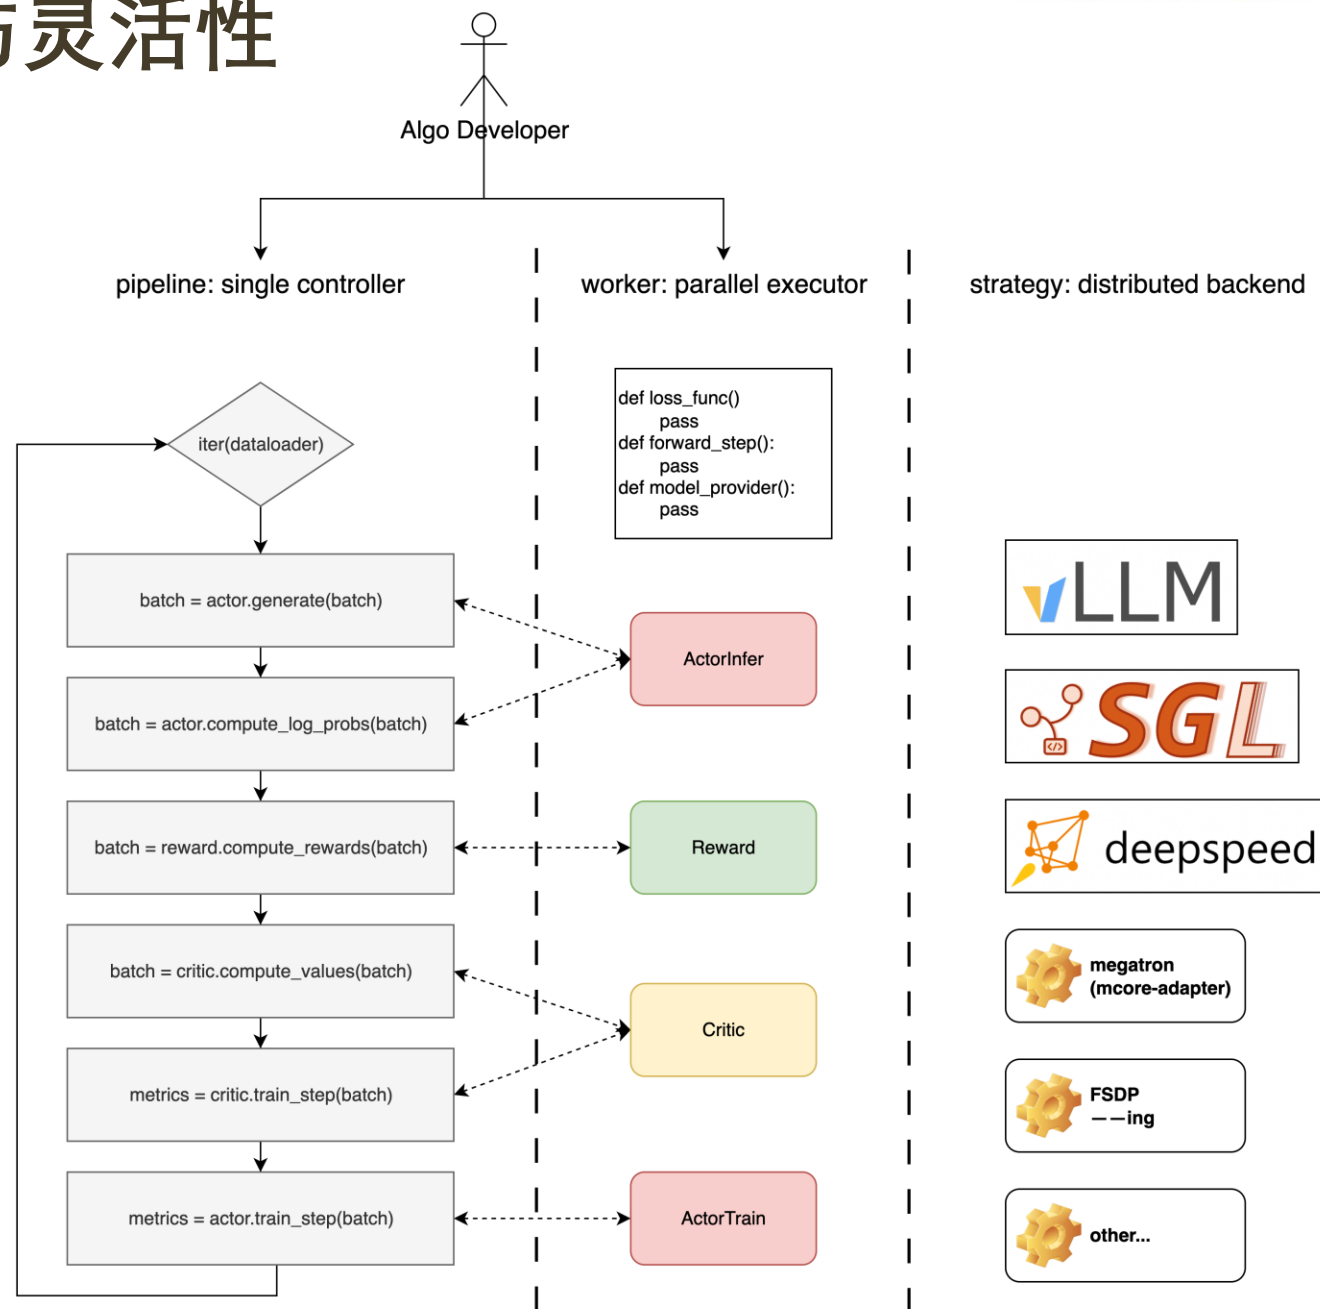 与灵活性
Algo Developer
pipeline: single controller
worker: parallel executor
strategy: distributed backend
iter(dataloader)
batch = actor.generate(batch)
batch = actor.compute_log_probs(batch)
batch = reward.compute_rewards(batch)
batch = critic.compute_values(batch)
metrics = critic.train_step(batch)
metrics = actor.train_step(batch)
def loss_func()
pass
def forward_step():
pass
def model_provider():
pass
ActorInfer
Reward
Critic
ActorTrain
vLLM
</> SGL
deepspeed
megatron
(mcore-adapter)
FSDP
——ing
other...